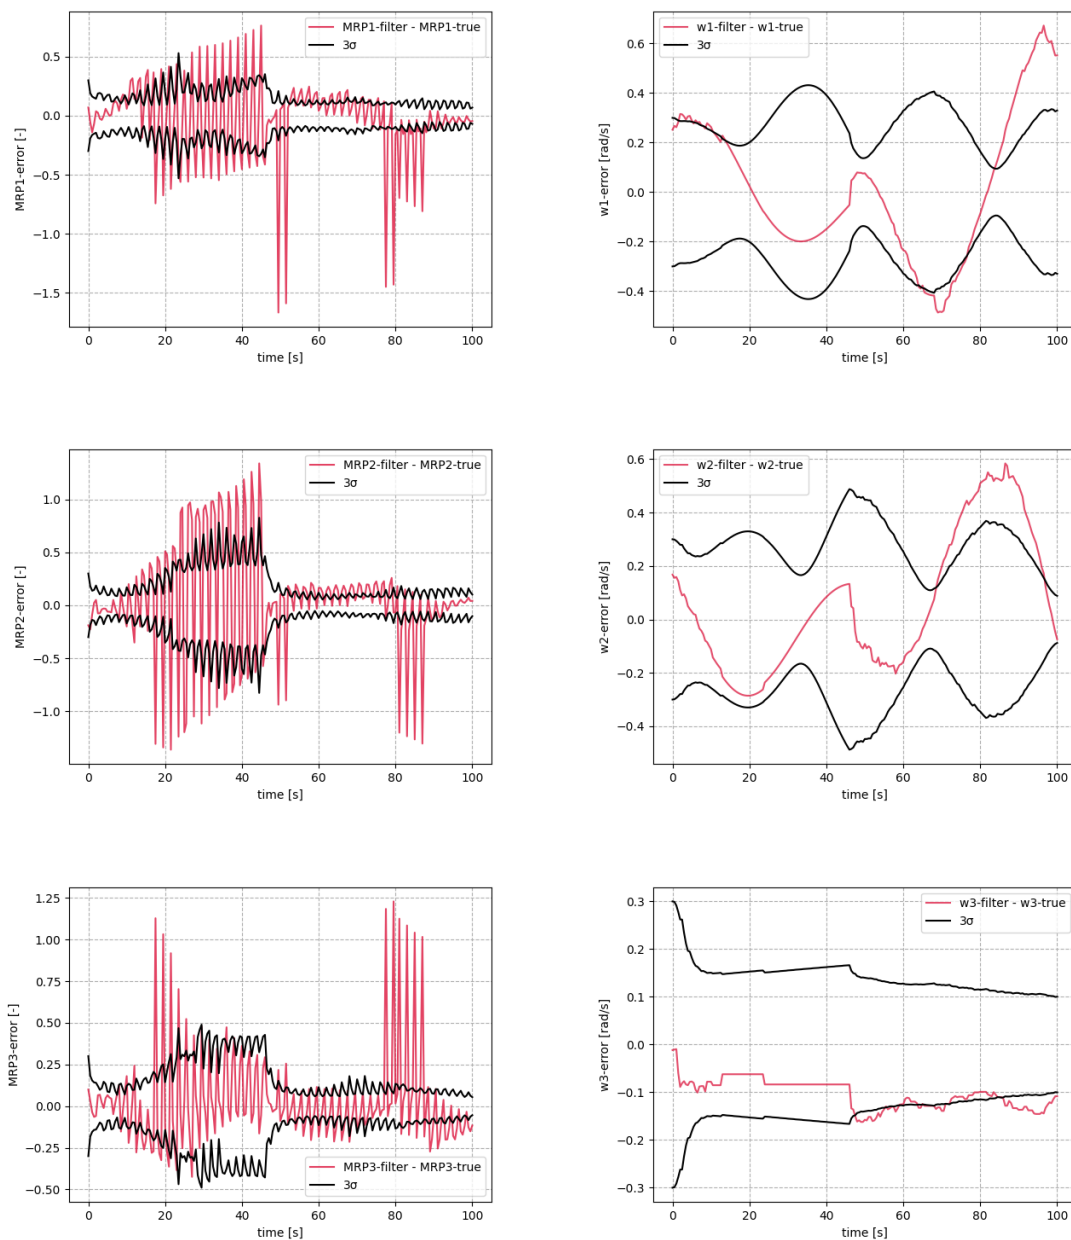 MRP1-filter - MRP1-true
3σ
0.5
0.0
−0.5
−1.0
−1.5
MRP1-error [-]
0 20 40 60 80 100
time [s]
w1-filter - w1-true
3σ
0.6
0.4
0.2
0.0
−0.2
−0.4
w1-error [rad/s]
0 20 40 60 80 100
time [s]
MRP2-filter - MRP2-true
3σ
1.0
0.5
0.0
−0.5
−1.0
MRP2-error [-]
0 20 40 60 80 100
time [s]
w2-filter - w2-true
3σ
0.6
0.4
0.2
0.0
−0.2
−0.4
w2-error [rad/s]
0 20 40 60 80 100
time [s]
1.25
1.00
0.75
0.50
0.25
0.00
−0.25
−0.50
MRP3-error [-]
MRP3-filter - MRP3-true
3σ
0 20 40 60 80 100
time [s]
w3-filter - w3-true
3σ
0.3
0.2
0.1
0.0
−0.1
−0.2
−0.3
w3-error [rad/s]
0 20 40 60 80 100
time [s]